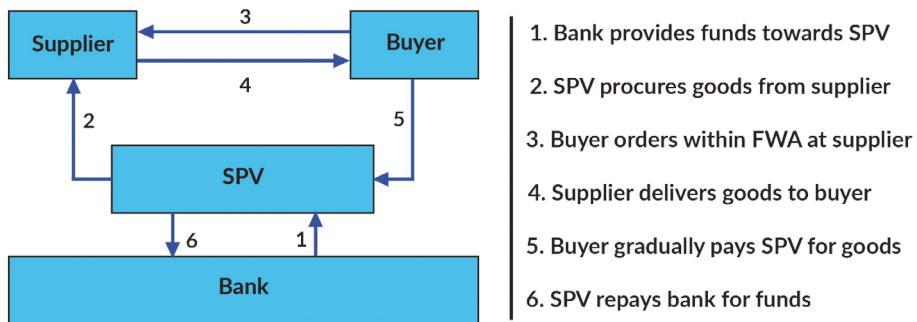 Supplier
3
Buyer
4
2
5
SPV
6
1
Bank
1. Bank provides funds towards SPV
2. SPV procures goods from supplier
3. Buyer orders within FWA at supplier
4. Supplier delivers goods to buyer
5. Buyer gradually pays SPV for goods
6. SPV repays bank for funds